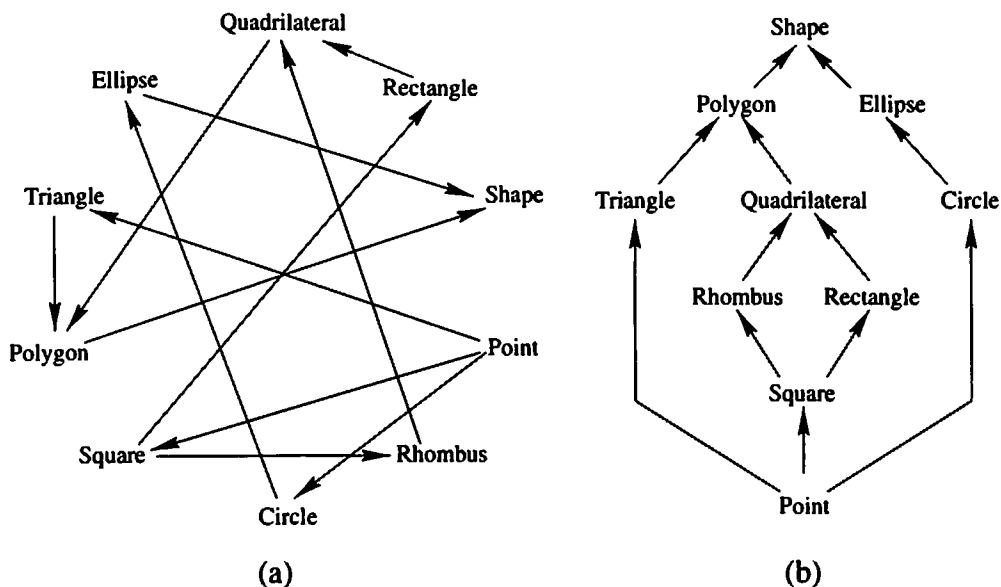 Quadrilateral
Ellipse
Rectangle
Triangle
Shape
Polygon
Point
Square
Rhombus
Circle
(a)
Shape
Polygon
Ellipse
Triangle
Quadrilateral
Circle
Rhombus
Rectangle
Square
Point
(b)